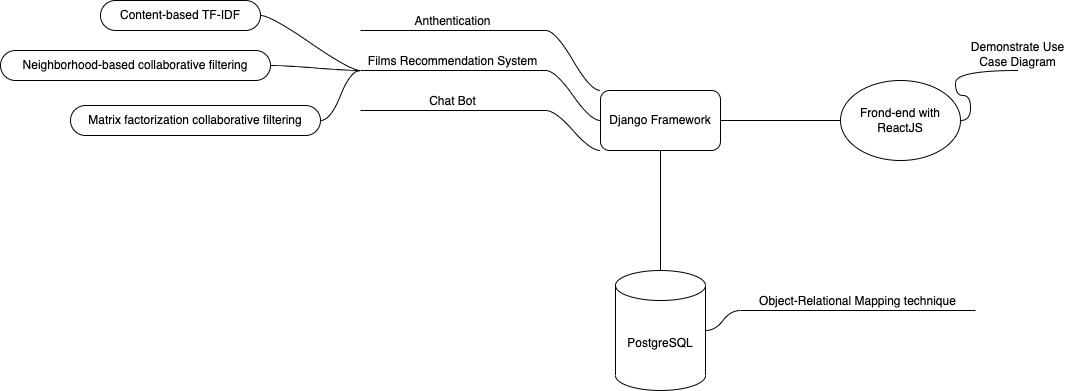 Content-based TF-IDF
Neighborhood-based collaborative filtering
Matrix factorization collaborative filtering
Anthentication
Films Recommendation System
Chat Bot
Django Framework
Frond-end with
ReactJS
Demonstrate Use
Case Diagram
PostgreSQL
Object-Relational Mapping technique